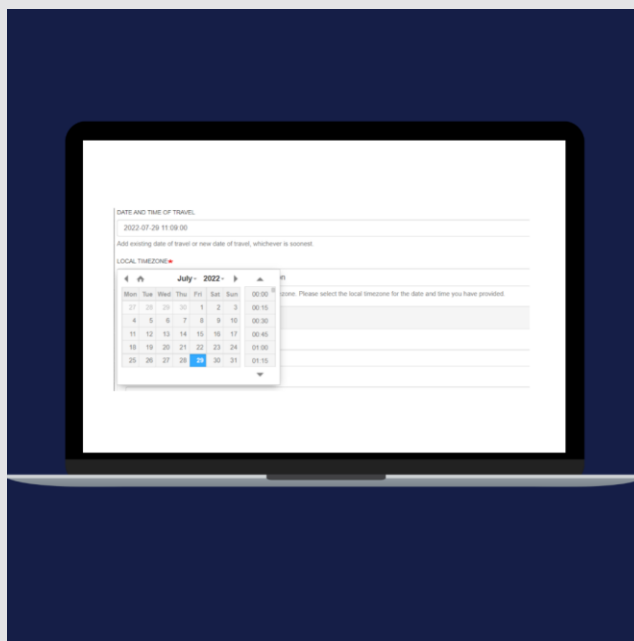 DATE AND TIME OF TRAVEL
2022-07-29 11:09:00
Add existing date of travel or new date of travel, whichever is soonest.
LOCAL TIMEZONE*
July 2022
Mon Tue Wed Thu Fri Sat Sun
27 28 29 30 1 2 3
4 5 6 7 8 9 10
11 12 13 14 15 16 17
18 19 20 21 22 23 24
25 26 27 28 29 30 31
00:00
00:15
00:30
00:45
01:00
01:15
zone. Please select the local timezone for the date and time you have provided.